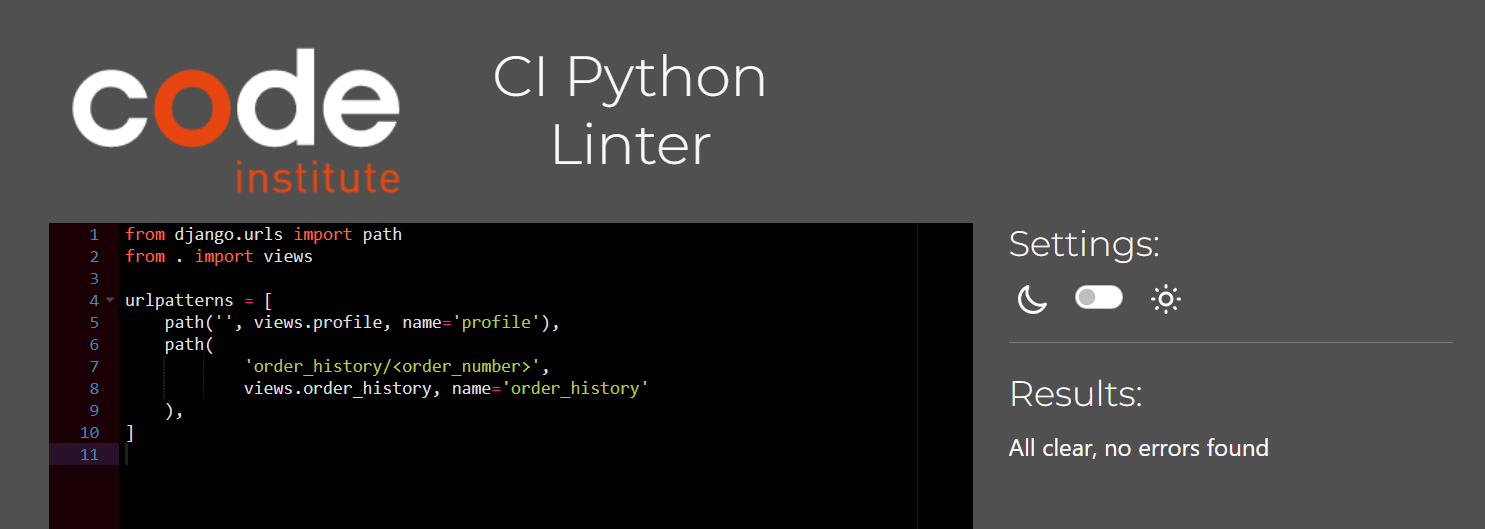 code
institute
CI Python
Linter
1 from django.urls import path
2 from . import views
3
4 urlpatterns = [
5     path('', views.profile, name='profile'),
6     path(
7             'order_history/<order_number>',
8             views.order_history, name='order_history'
9     ),
10 ]
11
Settings:
Results:
All clear, no errors found